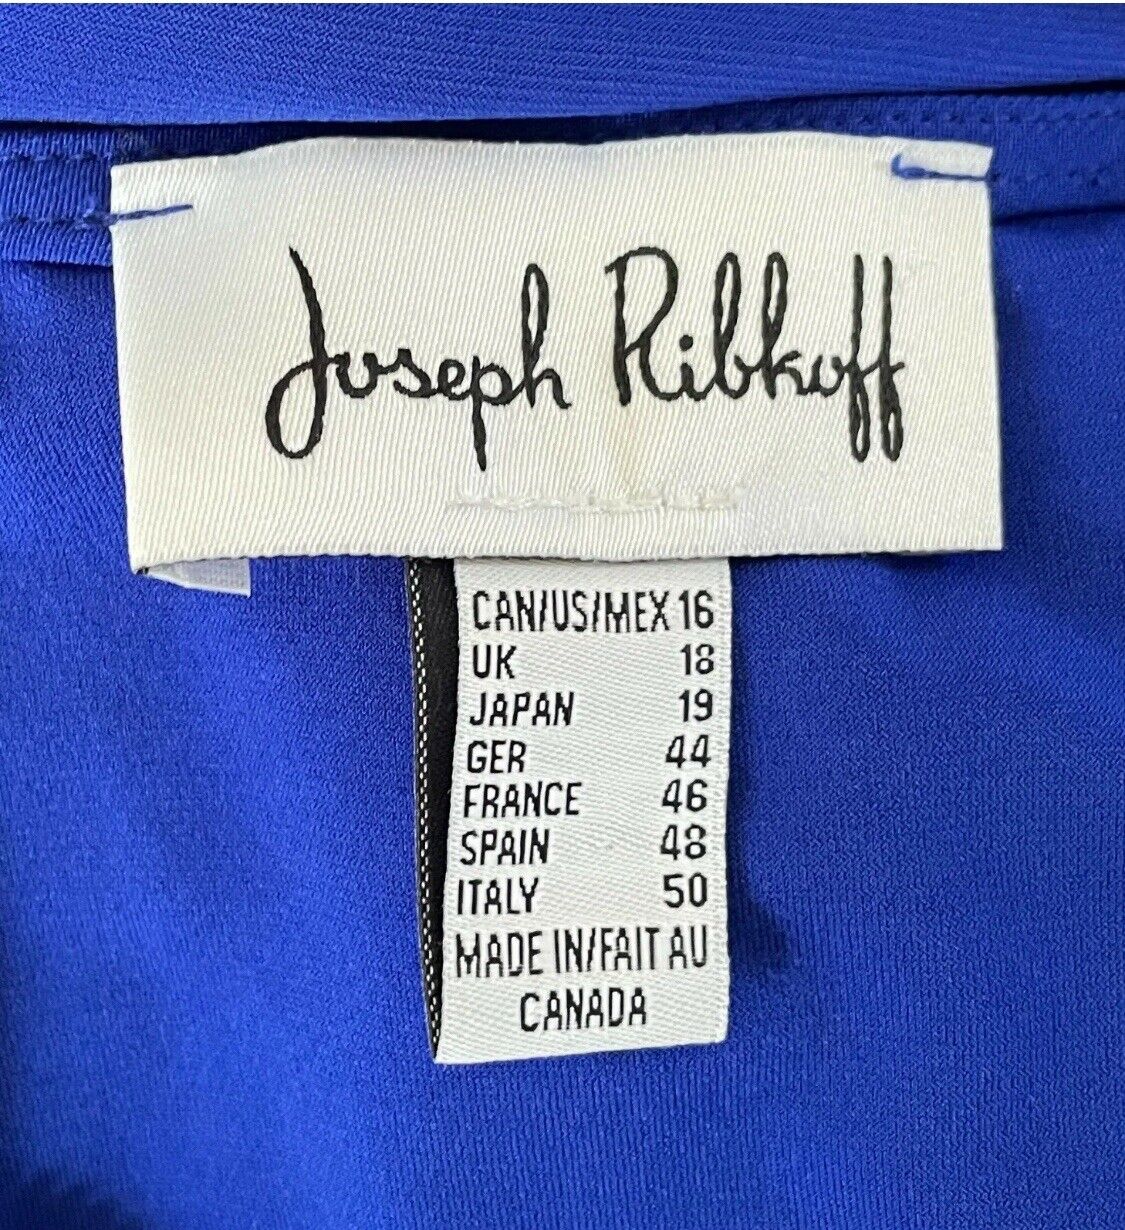 Joseph Ribkoff
CAN/US/MEX 16
UK 18
JAPAN 19
GER 44
FRANCE 46
SPAIN 48
ITALY 50
MADE IN/FAIT AU
CANADA